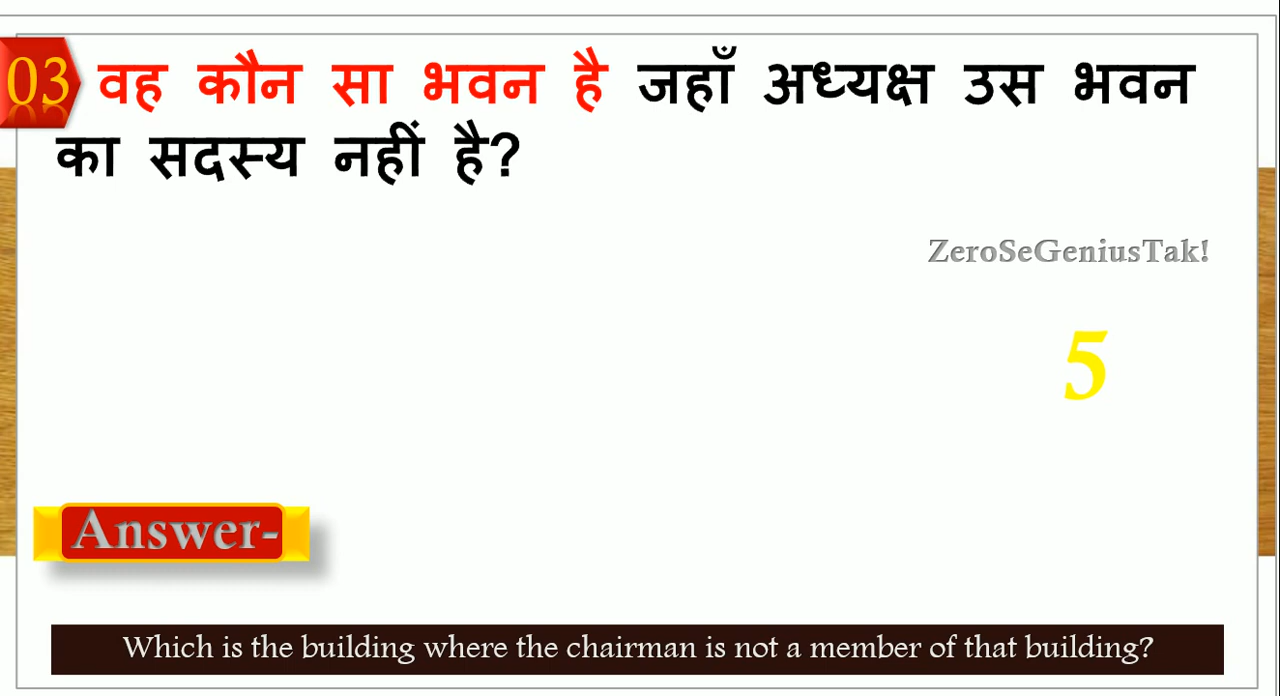 03 वह कौन सा भवन है जहाँ अध्यक्ष उस भवन
का सदस्य नहीं है?
ZeroSeGeniusTak!
5
Answer-
Which is the building where the chairman is not a member of that building?